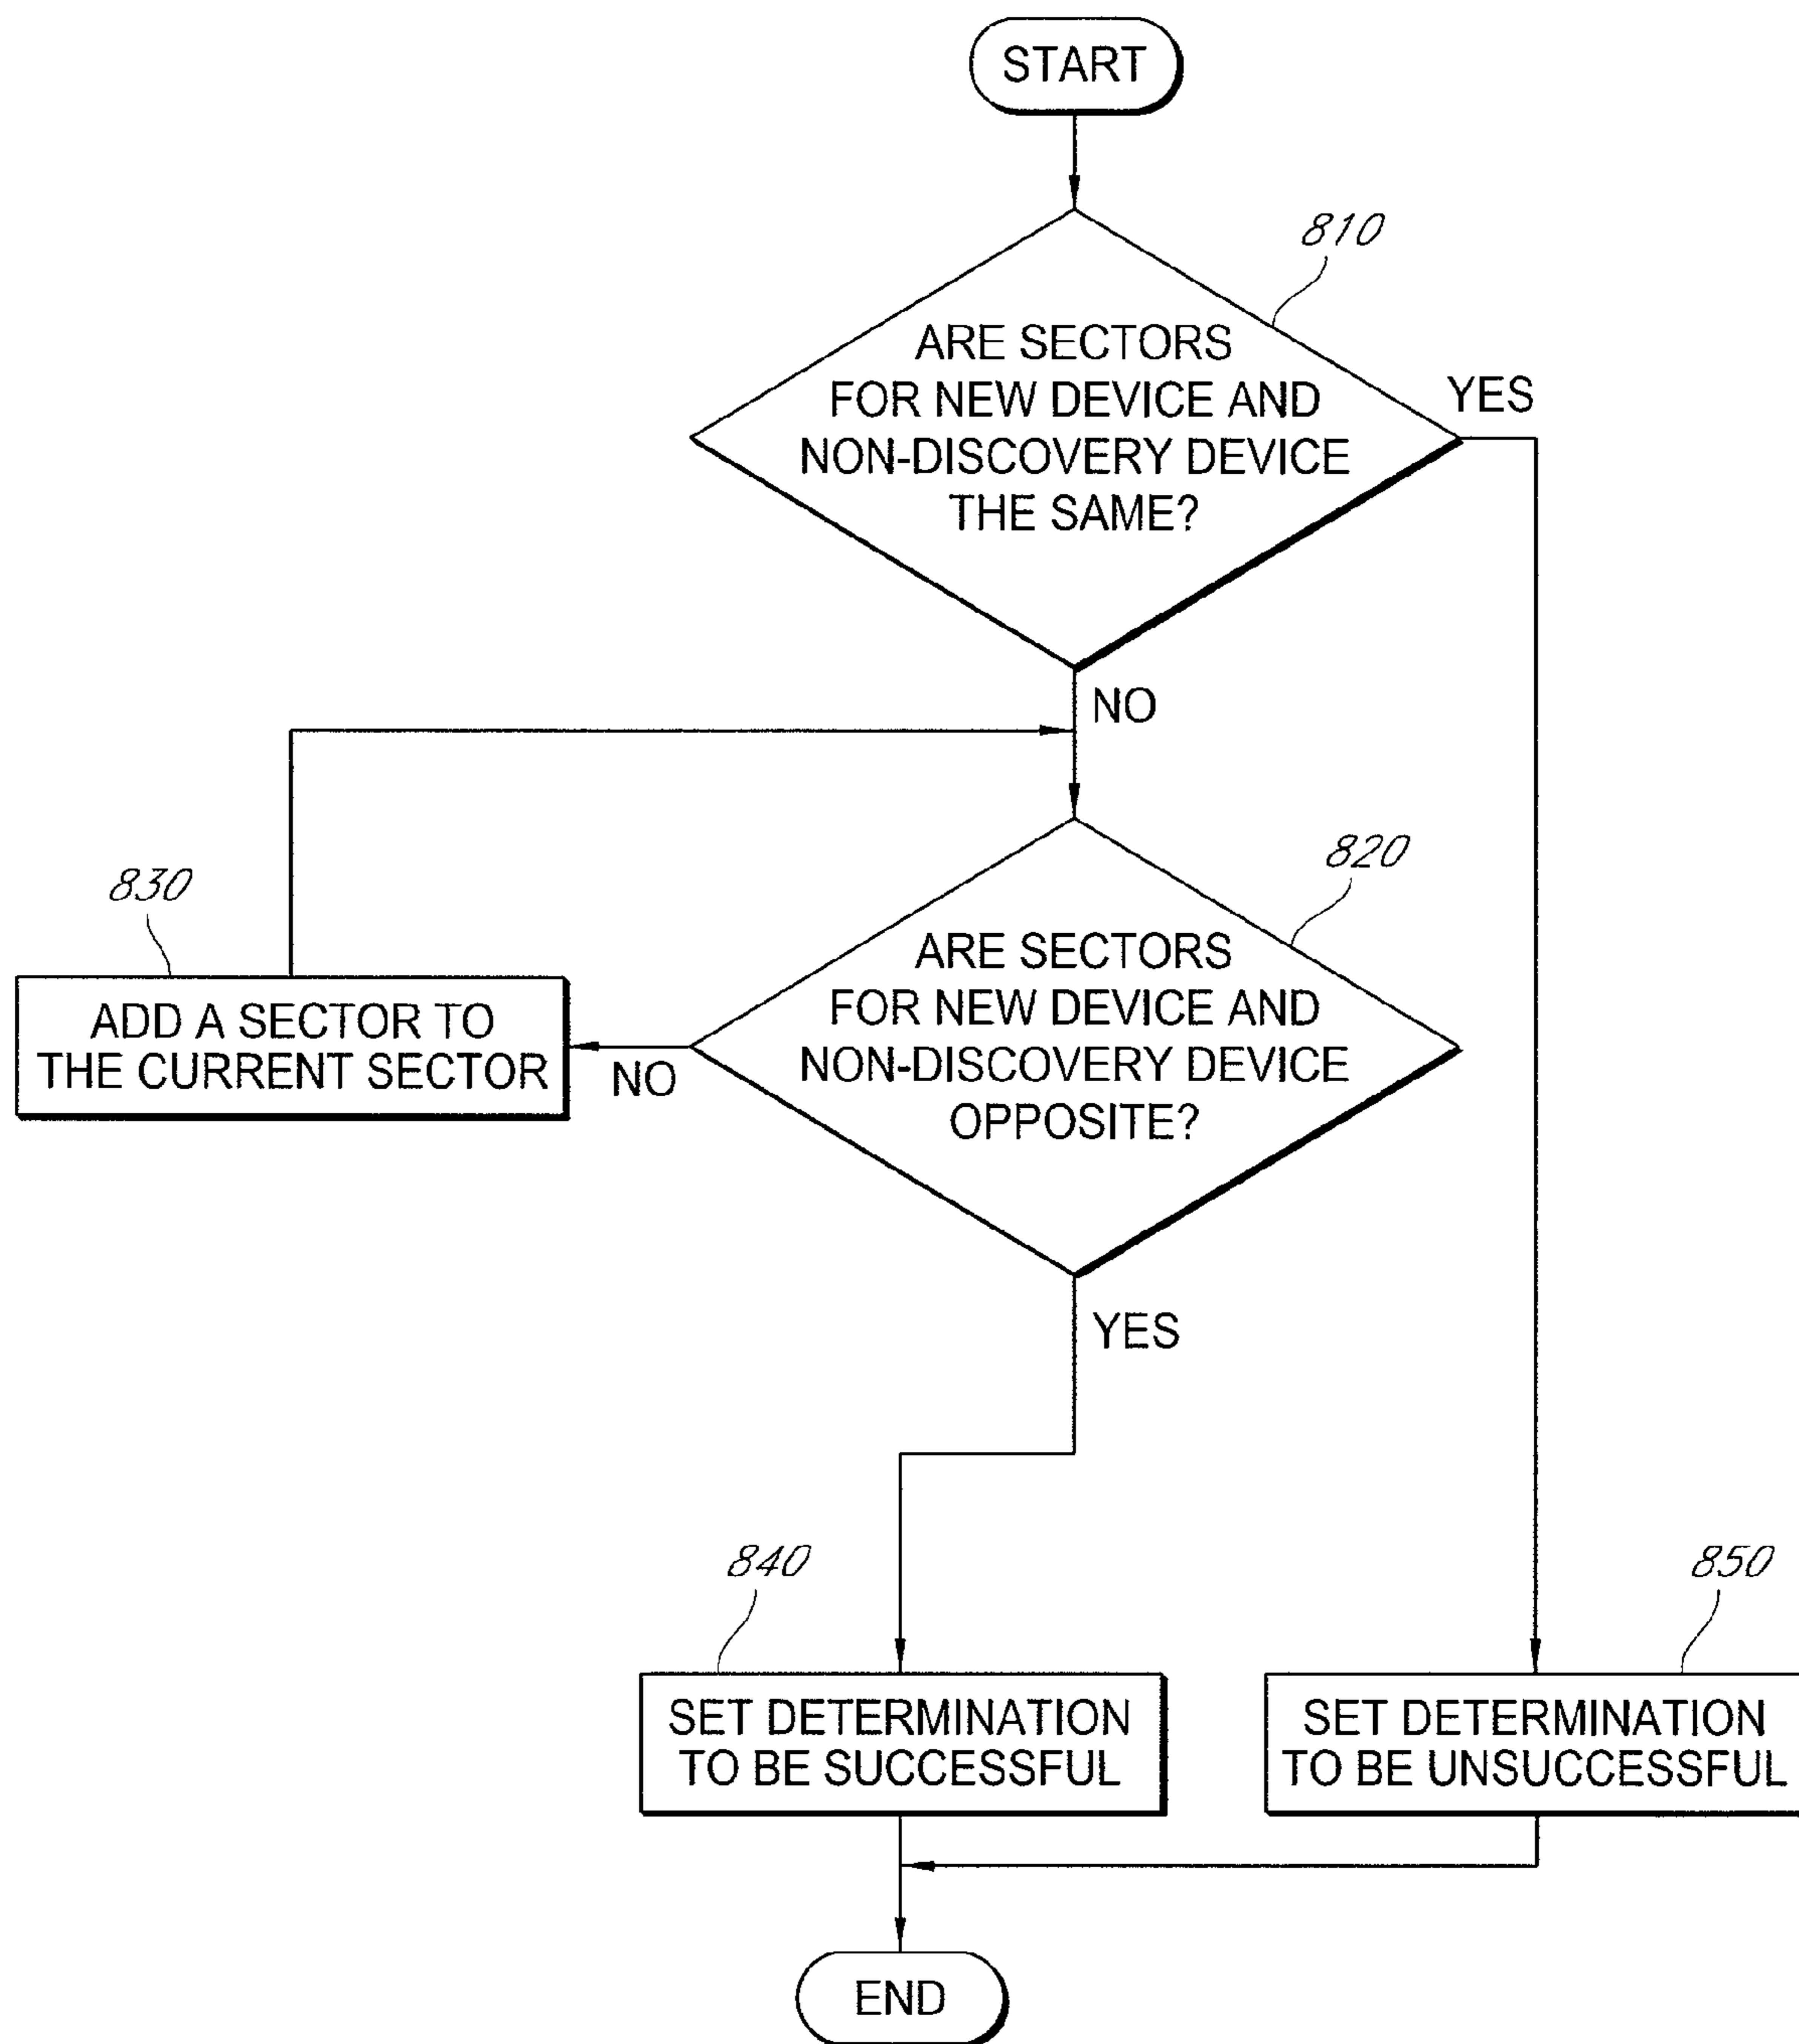 START
810
ARE SECTORS
FOR NEW DEVICE AND
NON-DISCOVERY DEVICE
THE SAME?
YES
NO
820
830
ARE SECTORS
FOR NEW DEVICE AND
NON-DISCOVERY DEVICE
OPPOSITE?
ADD A SECTOR TO
THE CURRENT SECTOR
NO
YES
840
850
SET DETERMINATION
TO BE SUCCESSFUL
SET DETERMINATION
TO BE UNSUCCESSFUL
END